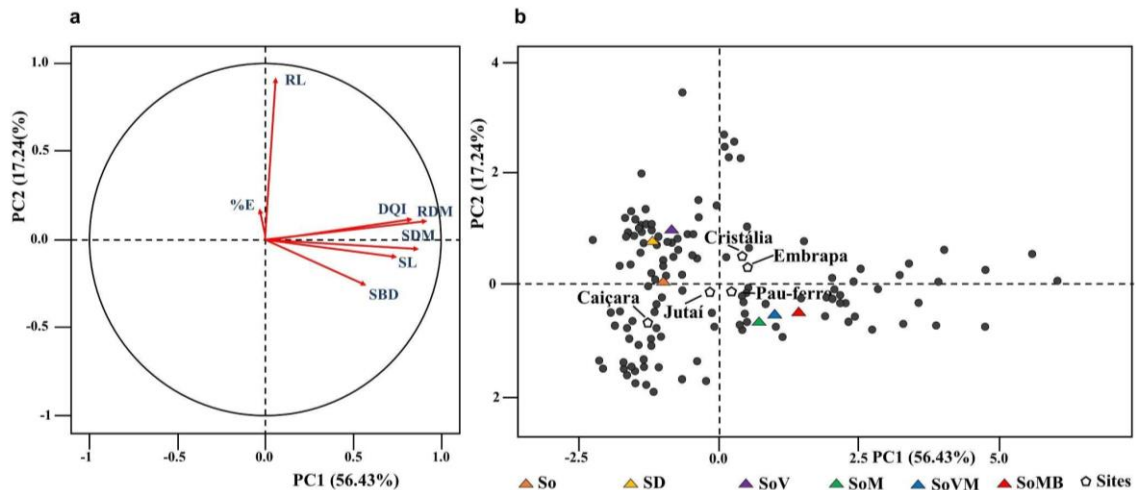 a
1.0
0.5
0.0
-0.5
-1
PC2 (17.24(%)
RL
%E
DQI
RDM
SDM
SL
SBD
-1
-0.5
0.0
0.5
1.0
PC1 (56.43%)
b
4
2
0
2
PC2 (17.24%)
Cristália
Embrapa
Caiçara
Jutaí
Pau-ferro
-2.5
0.0
2.5
PC1 (56.43%)
5.0
So
SD
SoV
SoM
SoVM
SoMB
Sites